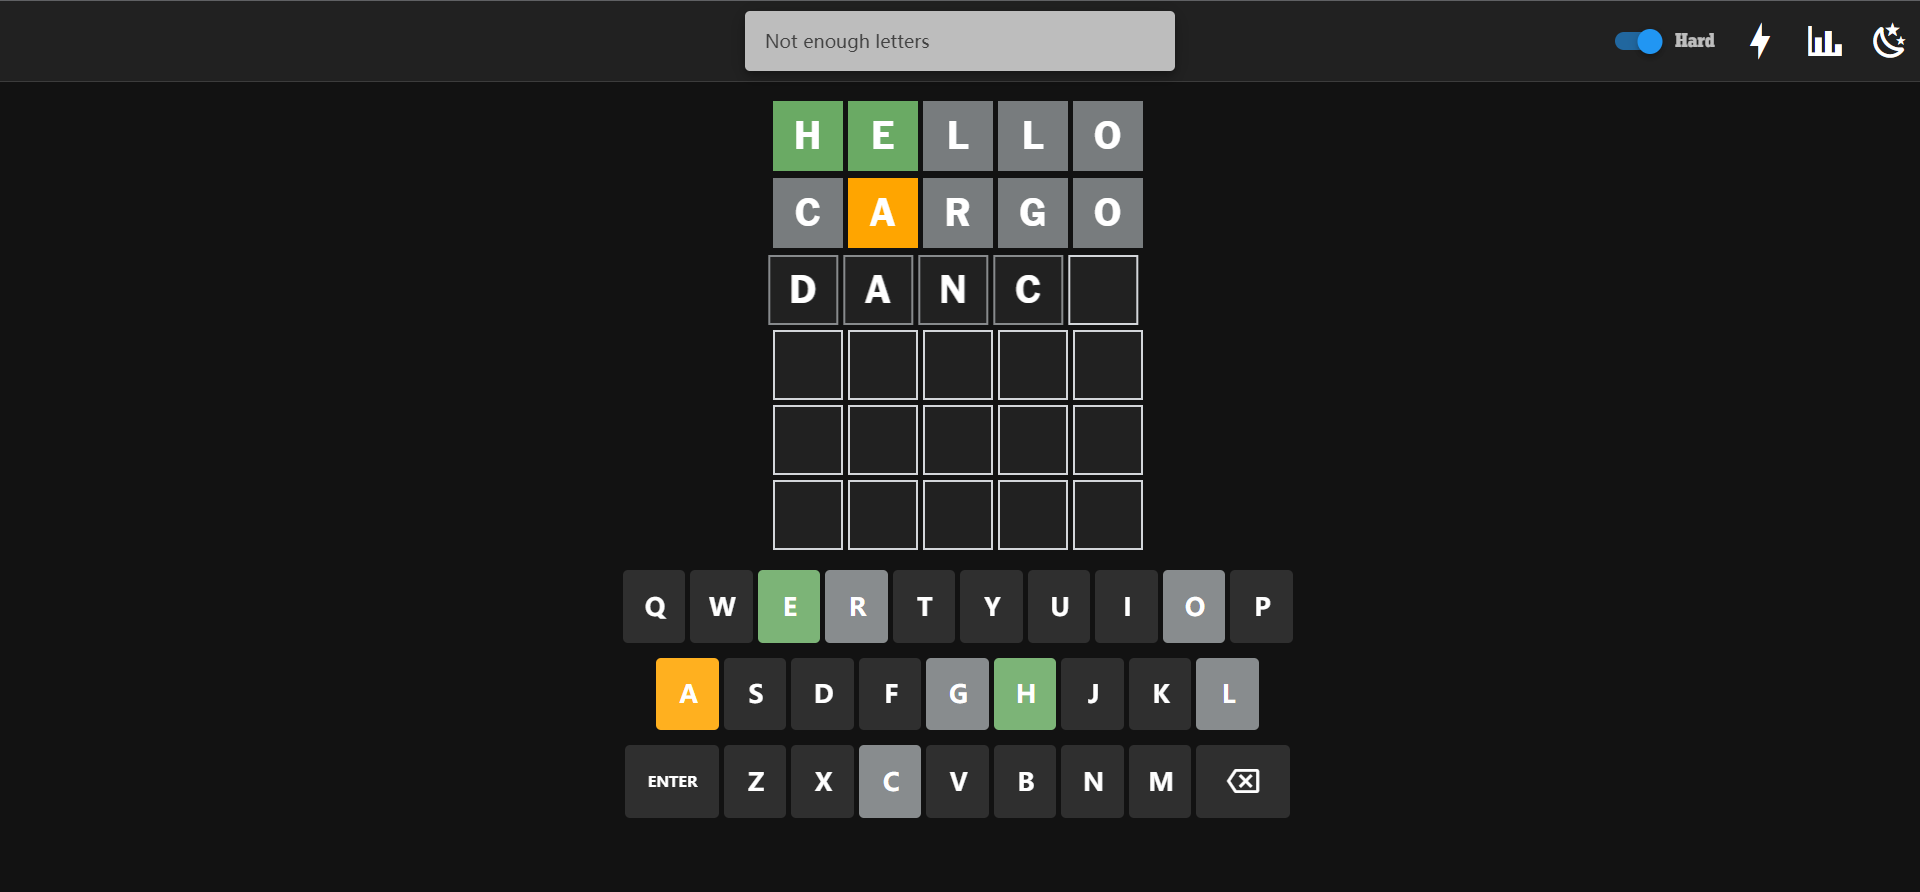 Not enough letters
Hard
H E L L O
C A R G O
D A N C
Q W E R T Y U I O P
A S D F G H J K L
ENTER Z X C V B N M